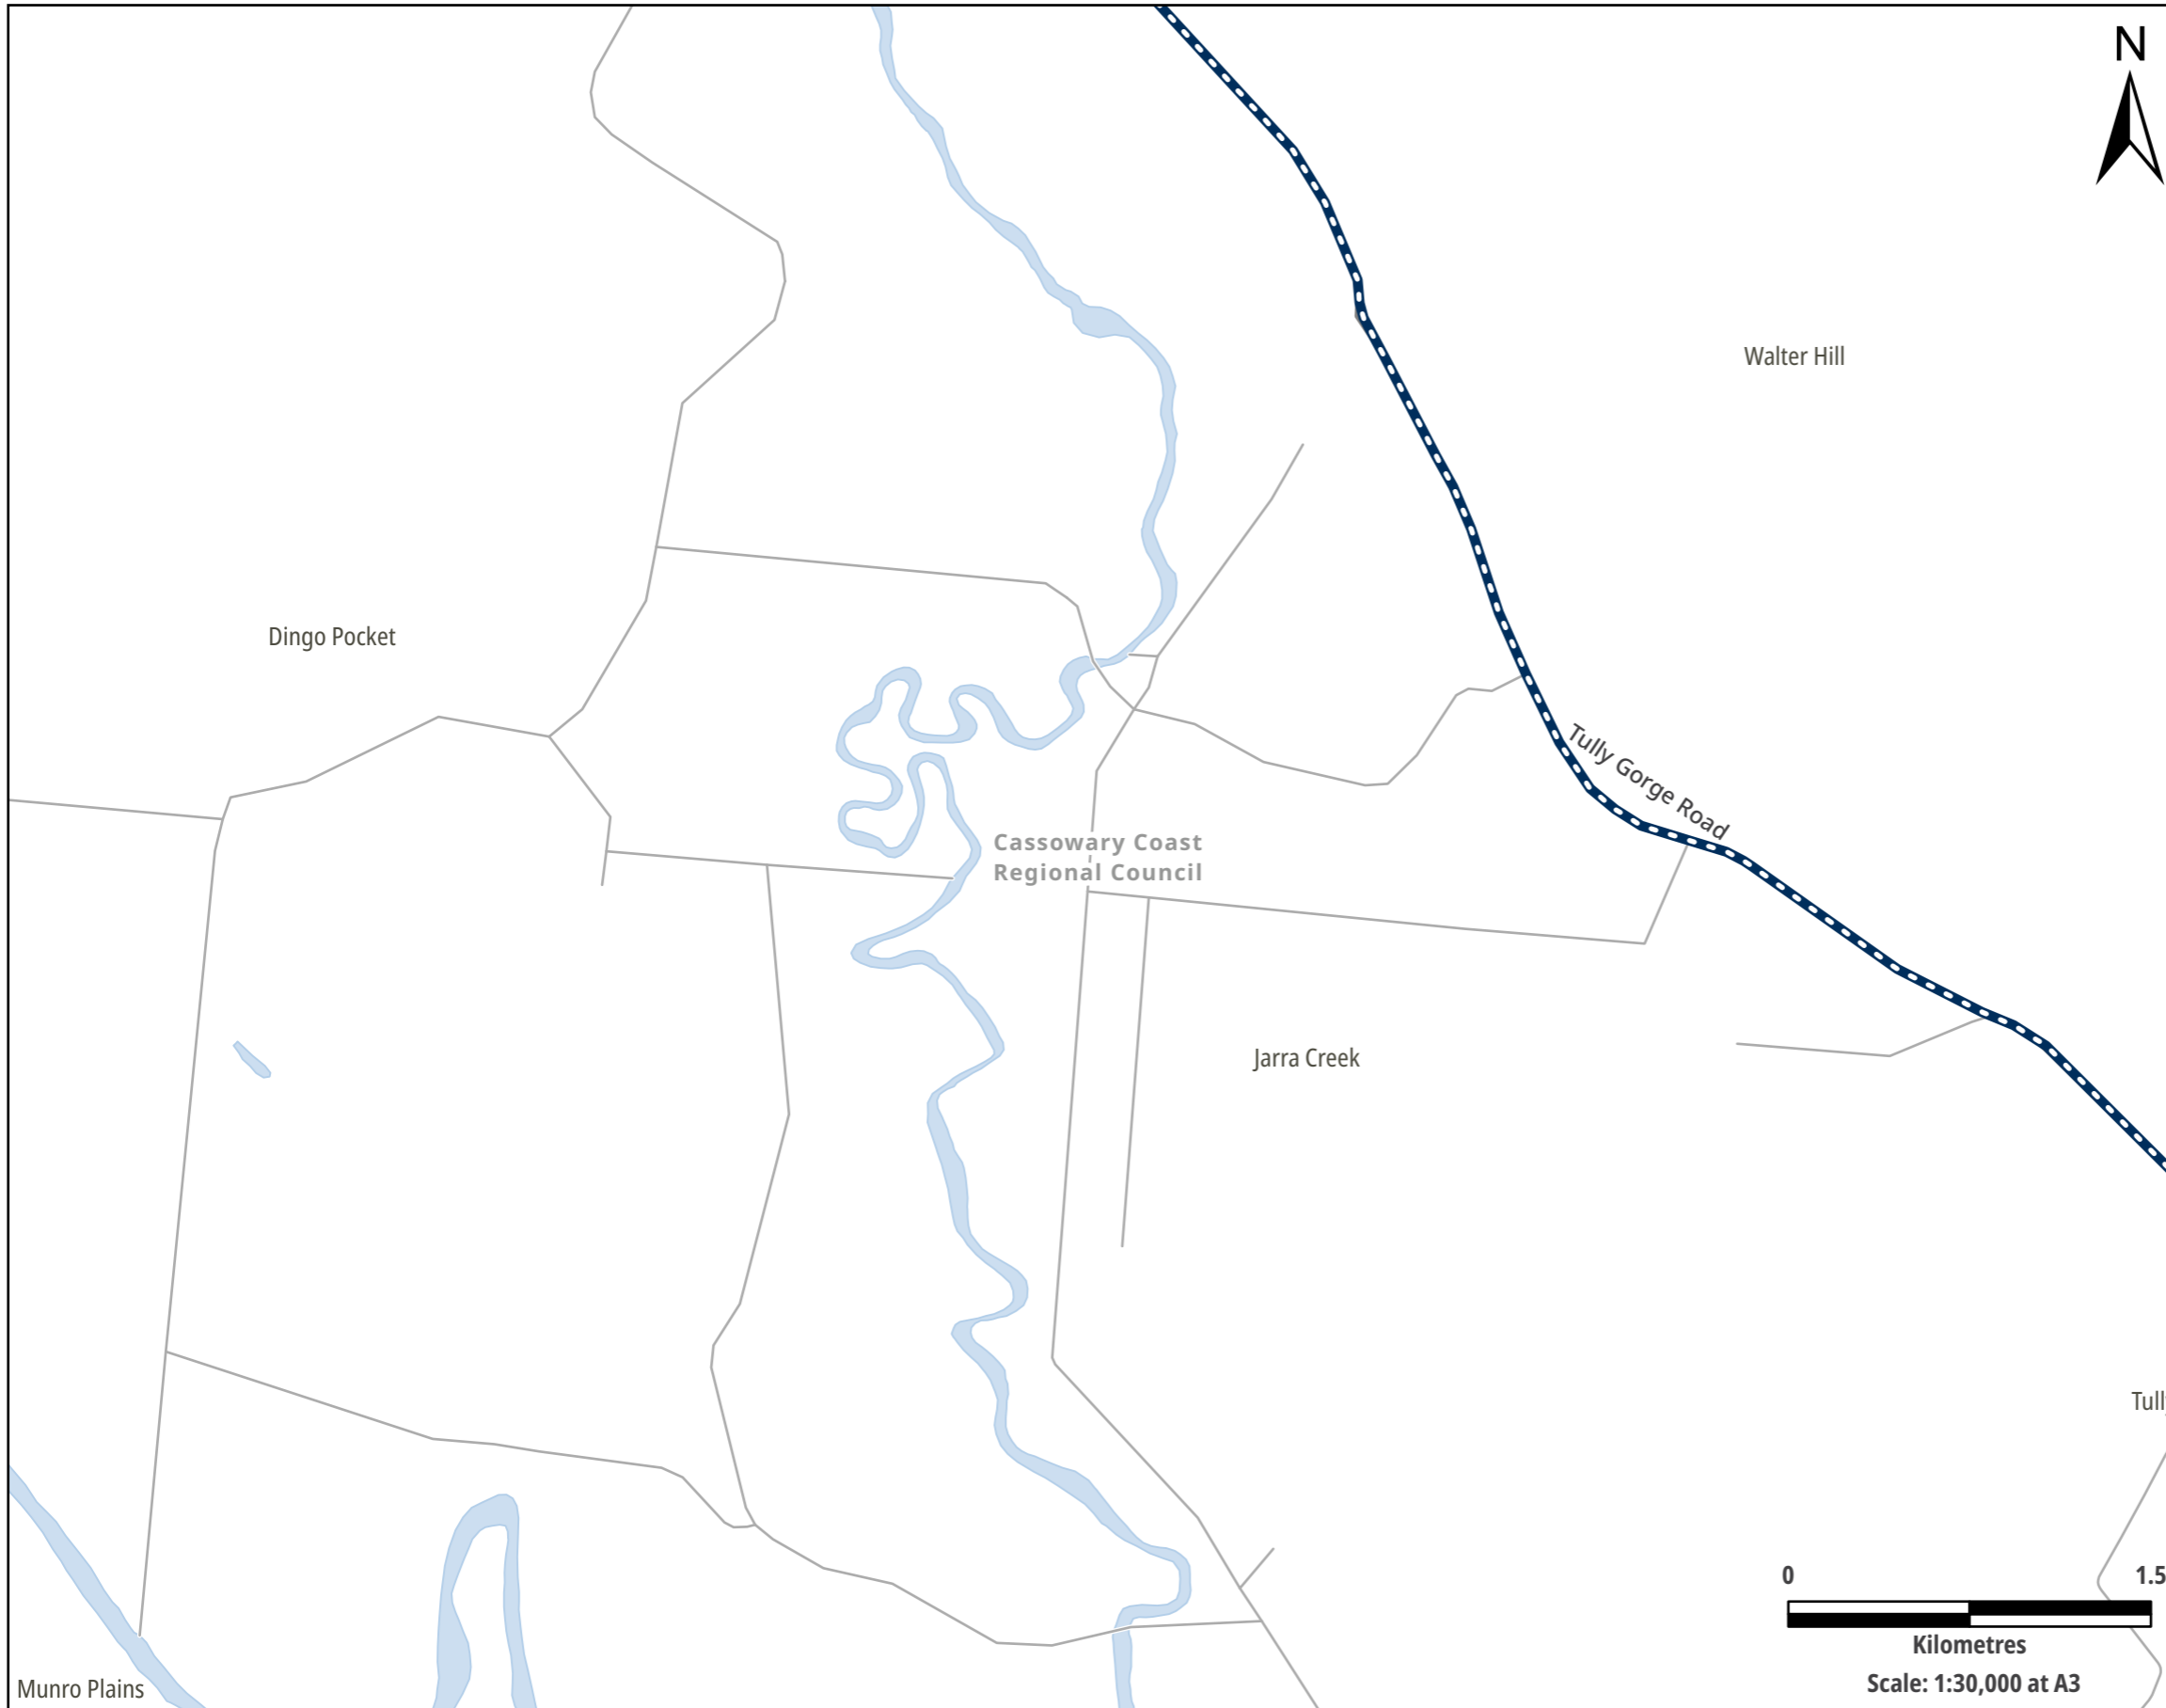 N
Walter Hill
Dingo Pocket
Tully Gorge Road
Cassowary Coast
Regional Council
Jarra Creek
Tull
0 1.5
Kilometres
Scale: 1:30,000 at A3
Munro Plains